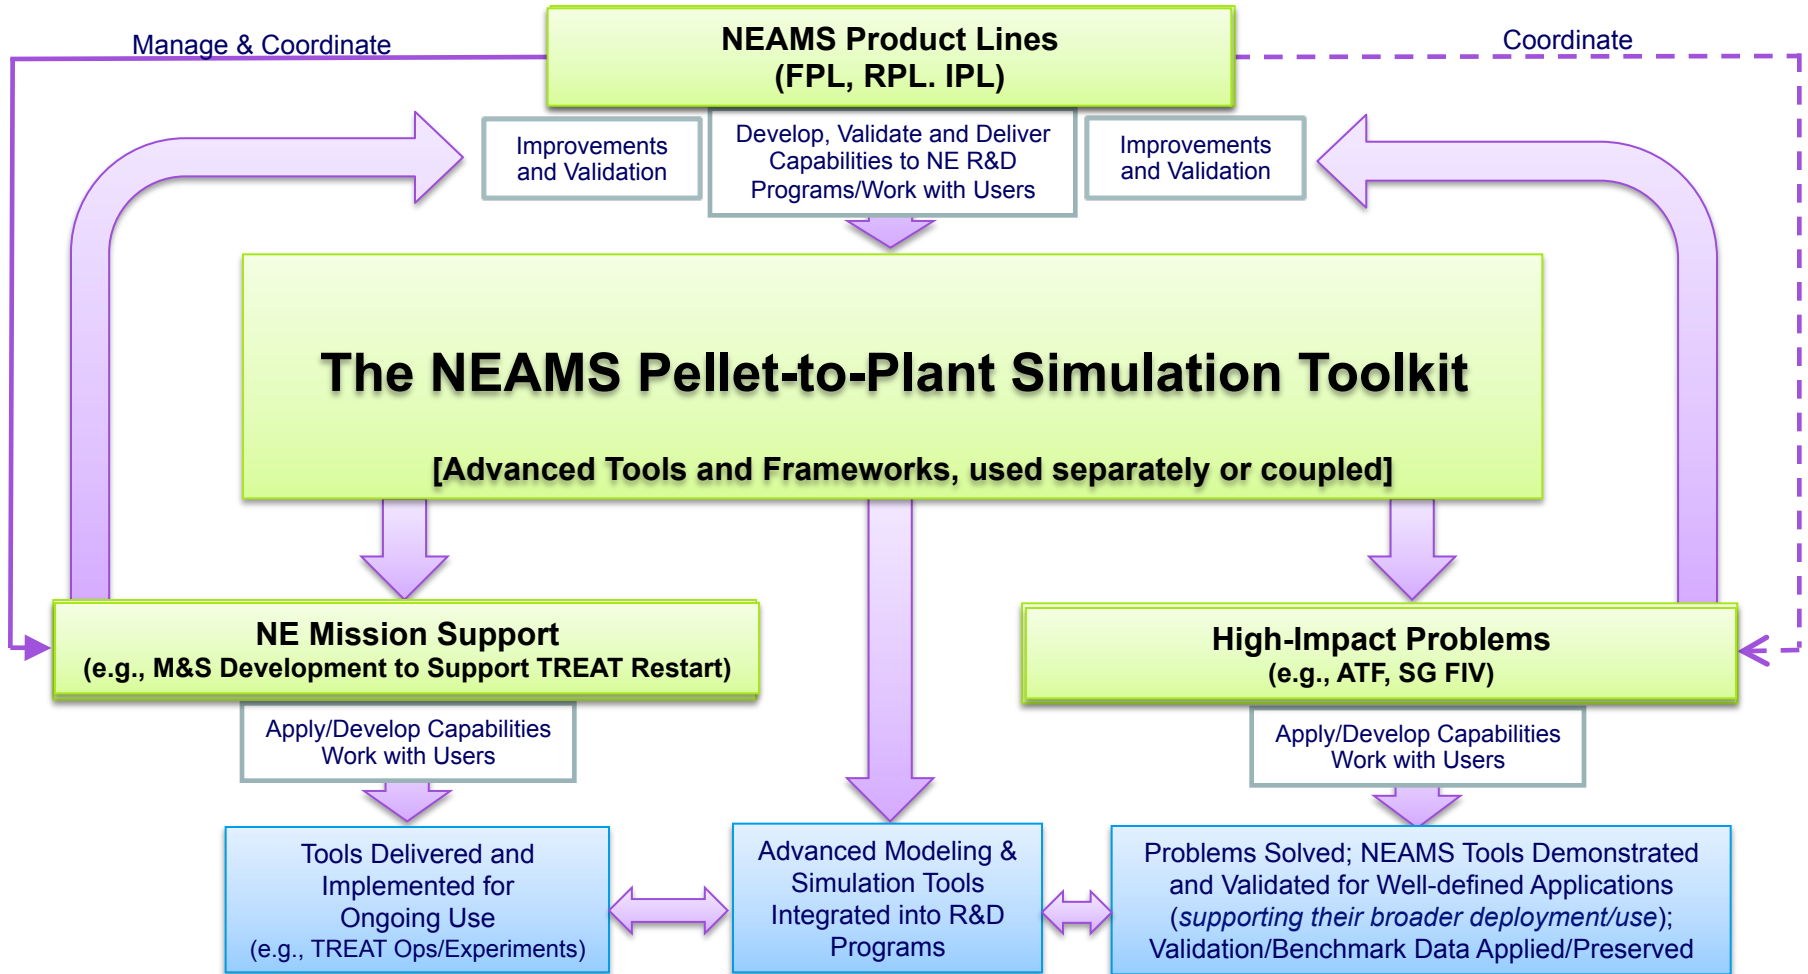 Manage & Coordinate
NEAMS Product Lines
(FPL, RPL. IPL)
Coordinate
Improvements
and Validation
Develop, Validate and Deliver
Capabilities to NE R&D
Programs/Work with Users
Improvements
and Validation
The NEAMS Pellet-to-Plant Simulation Toolkit
[Advanced Tools and Frameworks, used separately or coupled]
NE Mission Support
(e.g., M&S Development to Support TREAT Restart)
High-Impact Problems
(e.g., ATF, SG FIV)
Apply/Develop Capabilities
Work with Users
Apply/Develop Capabilities
Work with Users
Tools Delivered and
Implemented for
Ongoing Use
(e.g., TREAT Ops/Experiments)
Advanced Modeling &
Simulation Tools
Integrated into R&D
Programs
Problems Solved; NEAMS Tools Demonstrated
and Validated for Well-defined Applications
(supporting their broader deployment/use);
Validation/Benchmark Data Applied/Preserved